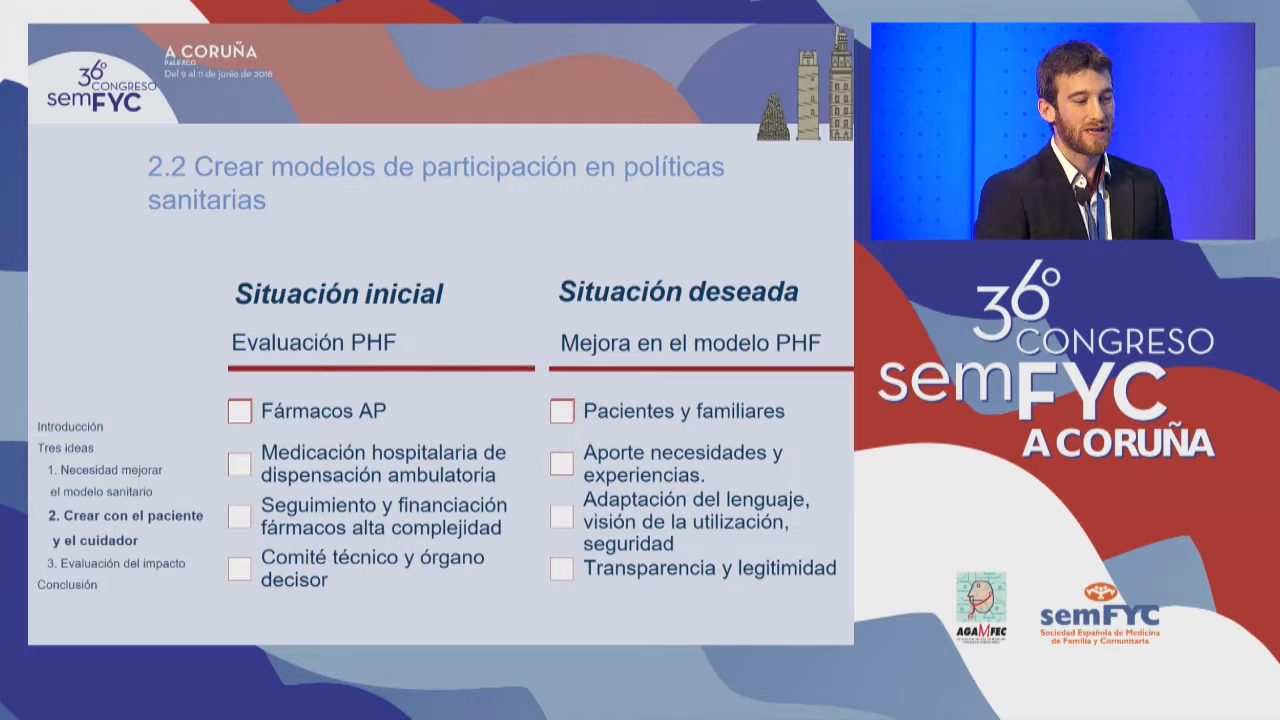 36º
CONGRESO
semFYC
A CORUÑA
PALEXCO
Del 9 al 11 de junio de 2016
2.2 Crear modelos de participación en políticas
sanitarias
Situación inicial
Evaluación PHF
Fármacos AP
Medicación hospitalaria de
dispensación ambulatoria
Seguimiento y financiación
fármacos alta complejidad
Comité técnico y órgano
decisor
Situación deseada
Mejora en el modelo PHF
Pacientes y familiares
Aporte necesidades y
experiencias.
Adaptación del lenguaje,
visión de la utilización,
seguridad
Transparencia y legitimidad
Introducción
Tres ideas
1. Necesidad mejorar
el modelo sanitario
2. Crear con el paciente
y el cuidador
3. Evaluación del impacto
Conclusión
36º
CONGRESO
semFYC
A CORUÑA
AGAMFEC
semFYC
Sociedad Española de Medicina
de Familia y Comunitaria